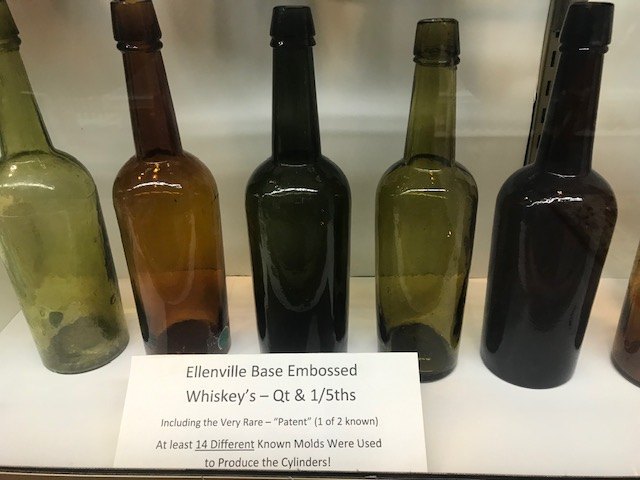 Ellenville Base Embossed
Whiskey's – Qt & 1/5ths
Including the Very Rare – "Patent" (1 of 2 known)
At least 14 Different Known Molds Were Used
to Produce the Cylinders!